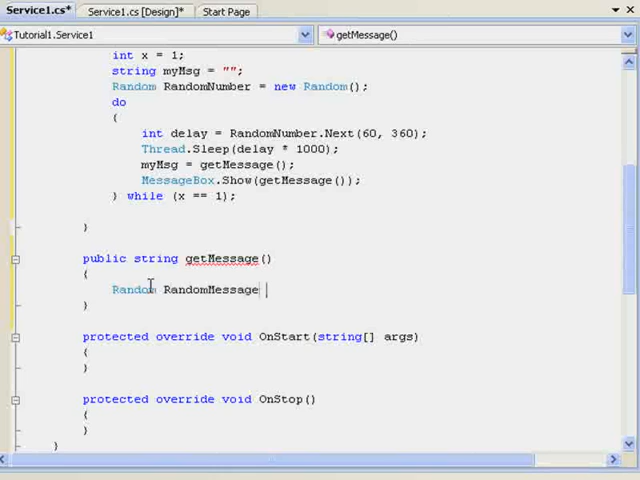 Service1.cs* Service1.cs [Design]* Start Page
Tutorial1.Service1 getMessage()
int x = 1;
string myMsg = "";
Random RandomNumber = new Random();
do
{
int delay = RandomNumber.Next(60, 360);
Thread.Sleep(delay * 1000);
myMsg = getMessage();
MessageBox.Show(getMessage());
} while (x == 1);
}
public string getMessage()
{
Random RandomMessage
}
protected override void OnStart(string[] args)
{
}
protected override void OnStop()
{
}
}